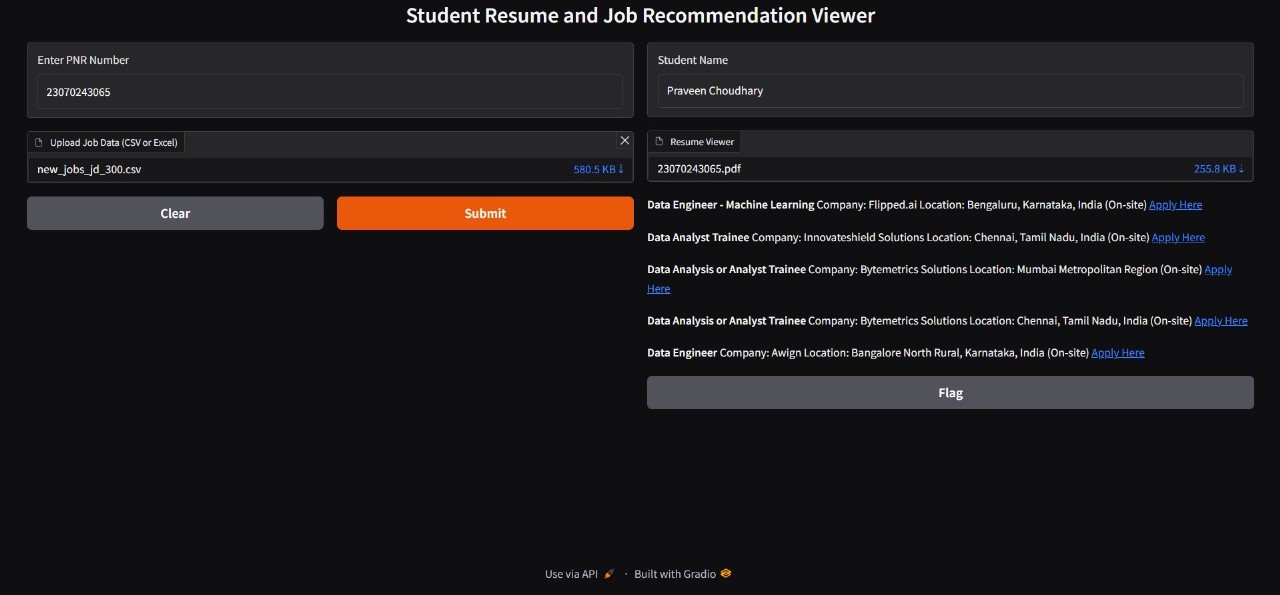 Student Resume and Job Recommendation Viewer
Enter PNR Number
23070243065
Upload Job Data (CSV or Excel)
new_jobs_jd_300.csv
580.5 KB ↓
Clear
Submit
Student Name
Praveen Choudhary
Resume Viewer
23070243065.pdf
255.8 KB ↓
Data Engineer - Machine Learning Company: Flipped.ai Location: Bengaluru, Karnataka, India (On-site) Apply Here
Data Analyst Trainee Company: Innovateshield Solutions Location: Chennai, Tamil Nadu, India (On-site) Apply Here
Data Analysis or Analyst Trainee Company: Bytemetrics Solutions Location: Mumbai Metropolitan Region (On-site) Apply
Here
Data Analysis or Analyst Trainee Company: Bytemetrics Solutions Location: Chennai, Tamil Nadu, India (On-site) Apply Here
Data Engineer Company: Awign Location: Bangalore North Rural, Karnataka, India (On-site) Apply Here
Flag
Use via API · Built with Gradio